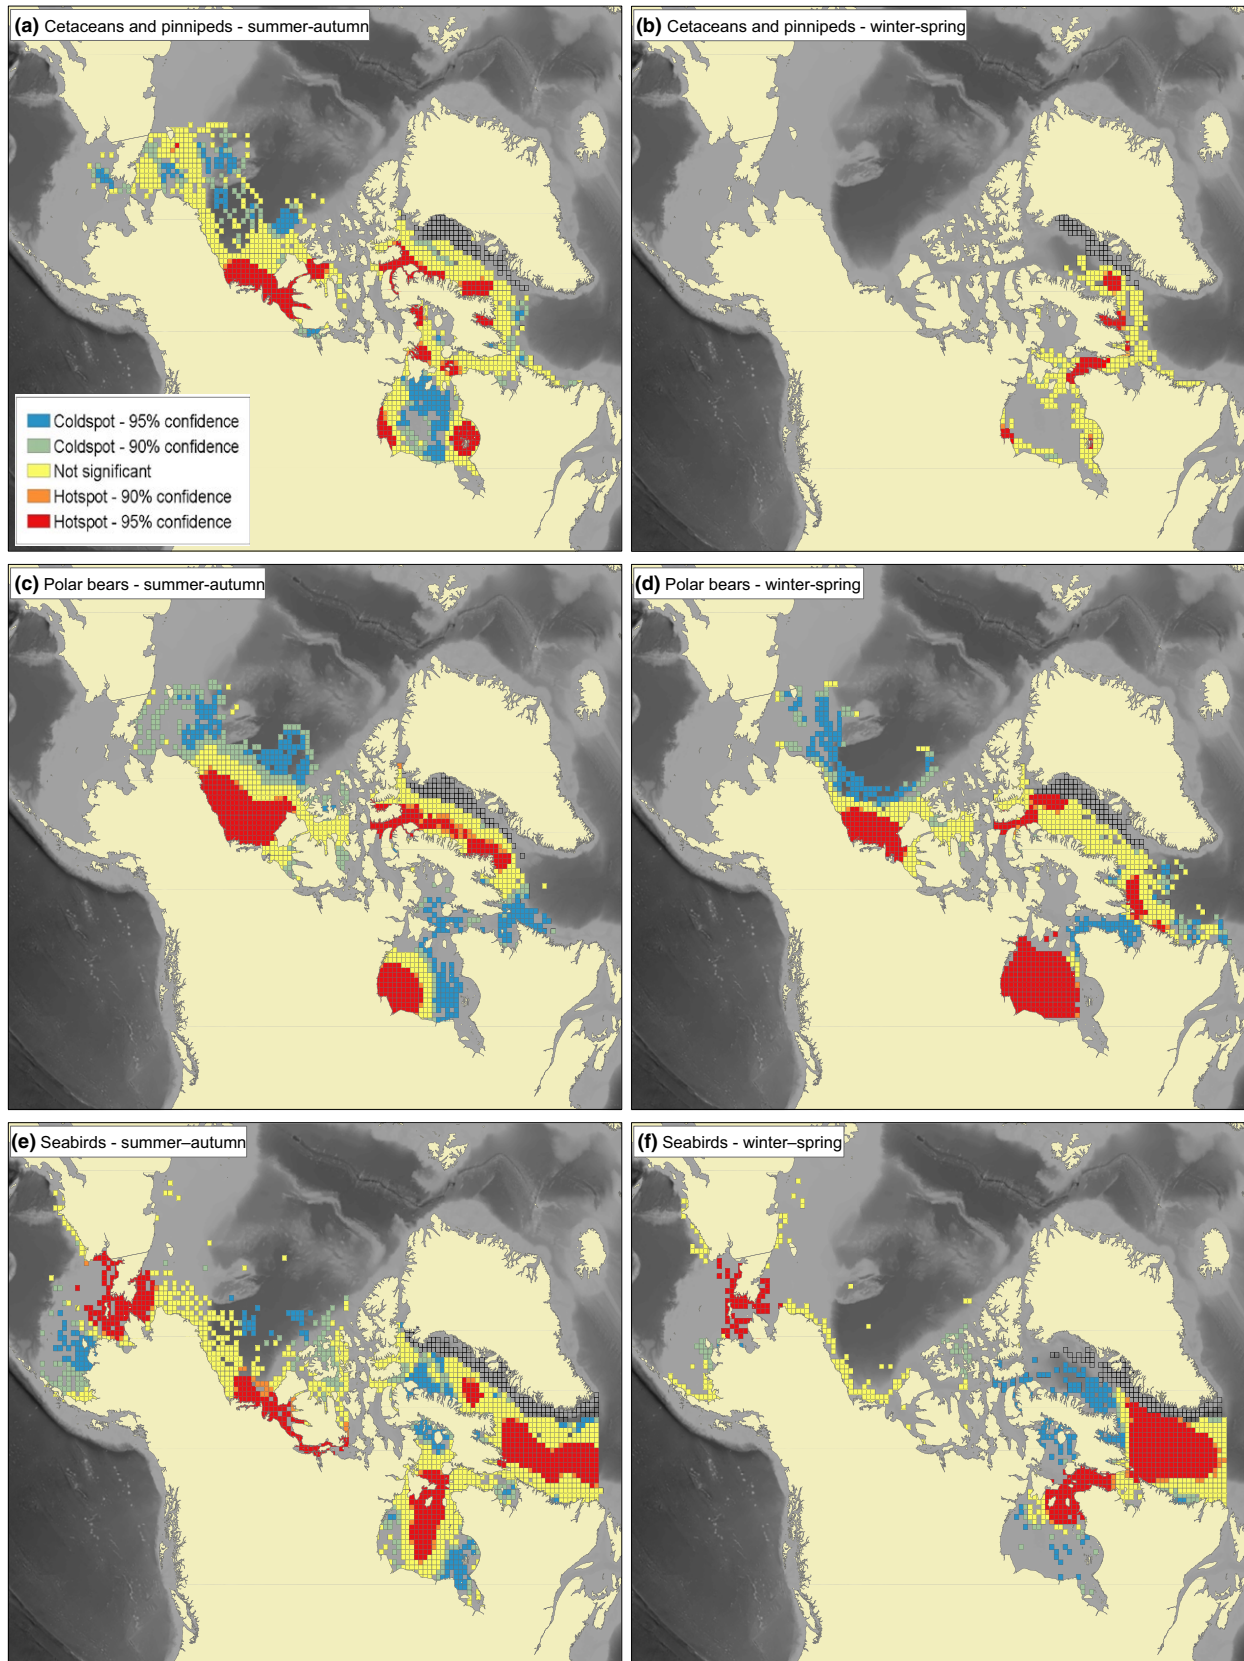 (a) Cetaceans and pinnipeds - summer-autumn
(b) Cetaceans and pinnipeds - winter-spring
Coldspot - 95% confidence
Coldspot - 90% confidence
Not significant
Hotspot - 90% confidence
Hotspot - 95% confidence
(c) Polar bears - summer-autumn
(d) Polar bears - winter-spring
(e) Seabirds - summer–autumn
(f) Seabirds - winter–spring